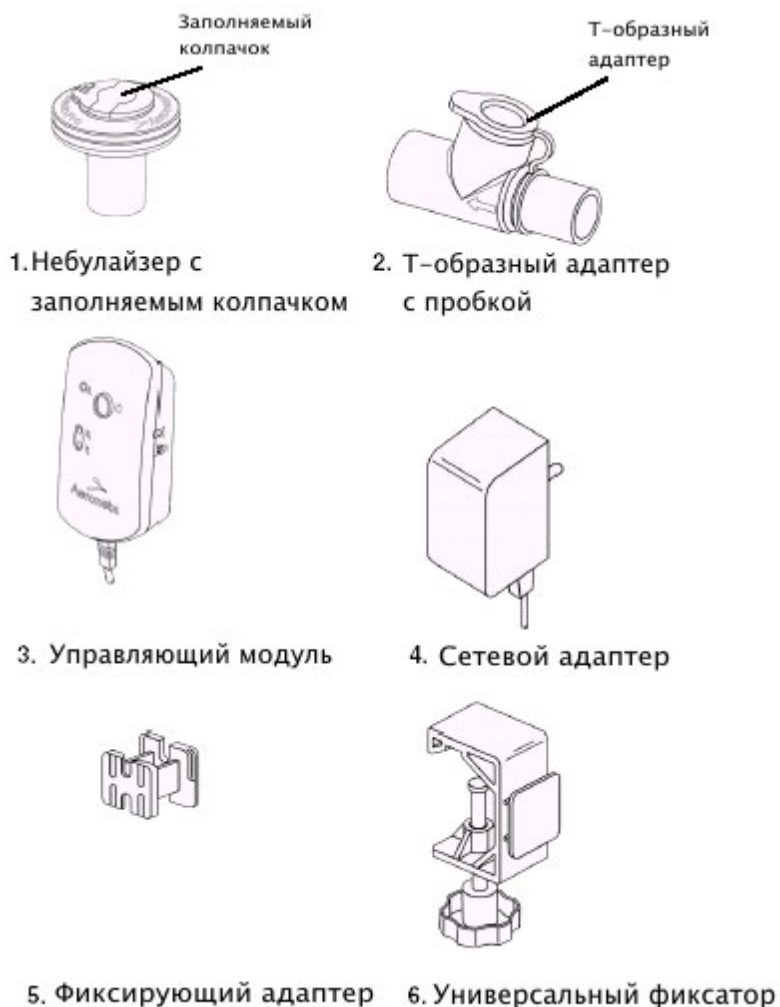 Заполняемый
колпачок
Т-образный
адаптер
1.Небулайзер с
заполняемым колпачком
2. Т-образный адаптер
с пробкой
Aeroneb
3. Управляющий модуль
4. Сетевой адаптер
5. Фиксирующий адаптер
6. Универсальный фиксатор